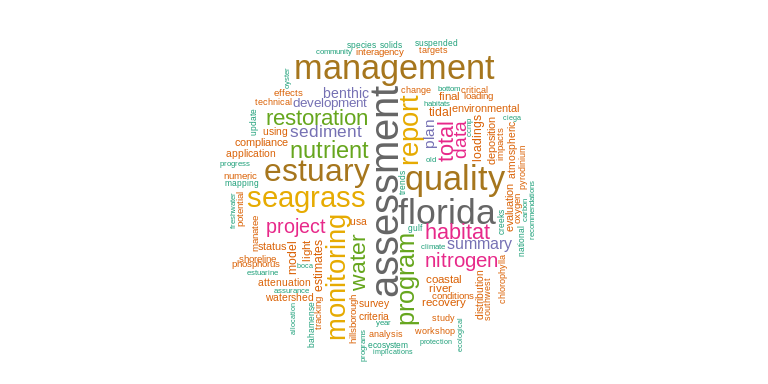 species solids
suspended
community
interagency
targets
management
oyster
effects
benthic
change
bottom
critical
final
loading
technical
development
habitats
tidal
environmental
update
restoration
using
sediment
assessment
report
plan
total
data
comp
loadings
deposition
impacts
ciega
compliance
nutrient
old
atmospheric
application
progress
estuary
quality
pyrodinium
numeric
mapping
trends
seagrass
florida
freshwater
potential
manatee
project
usa
gulf
habitat
creeks
evaluation
oxygen
carbon
recommendations
status
model
light
estimates
monitoring
water
program
climate
summary
national
shoreline
phosphorus
boca
nitrogen
estuarine
attenuation
coastal
chlorophylla
assurance
river
distribution
southwest
watershed
conditions
recovery
survey
allocation
bahamense
tracking
hillsborough
criteria
year
study
workshop
analysis
protection
ecological
programs
ecosystem
implications